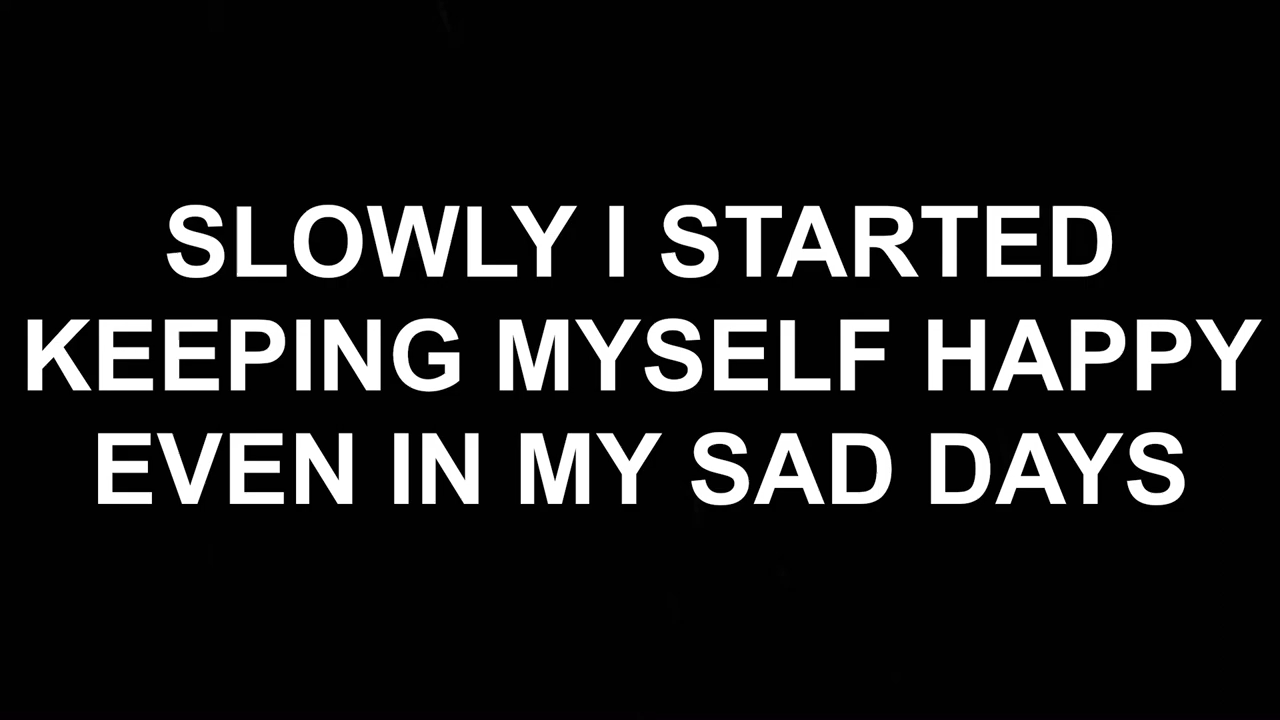 SLOWLY I STARTED
KEEPING MYSELF HAPPY
EVEN IN MY SAD DAYS